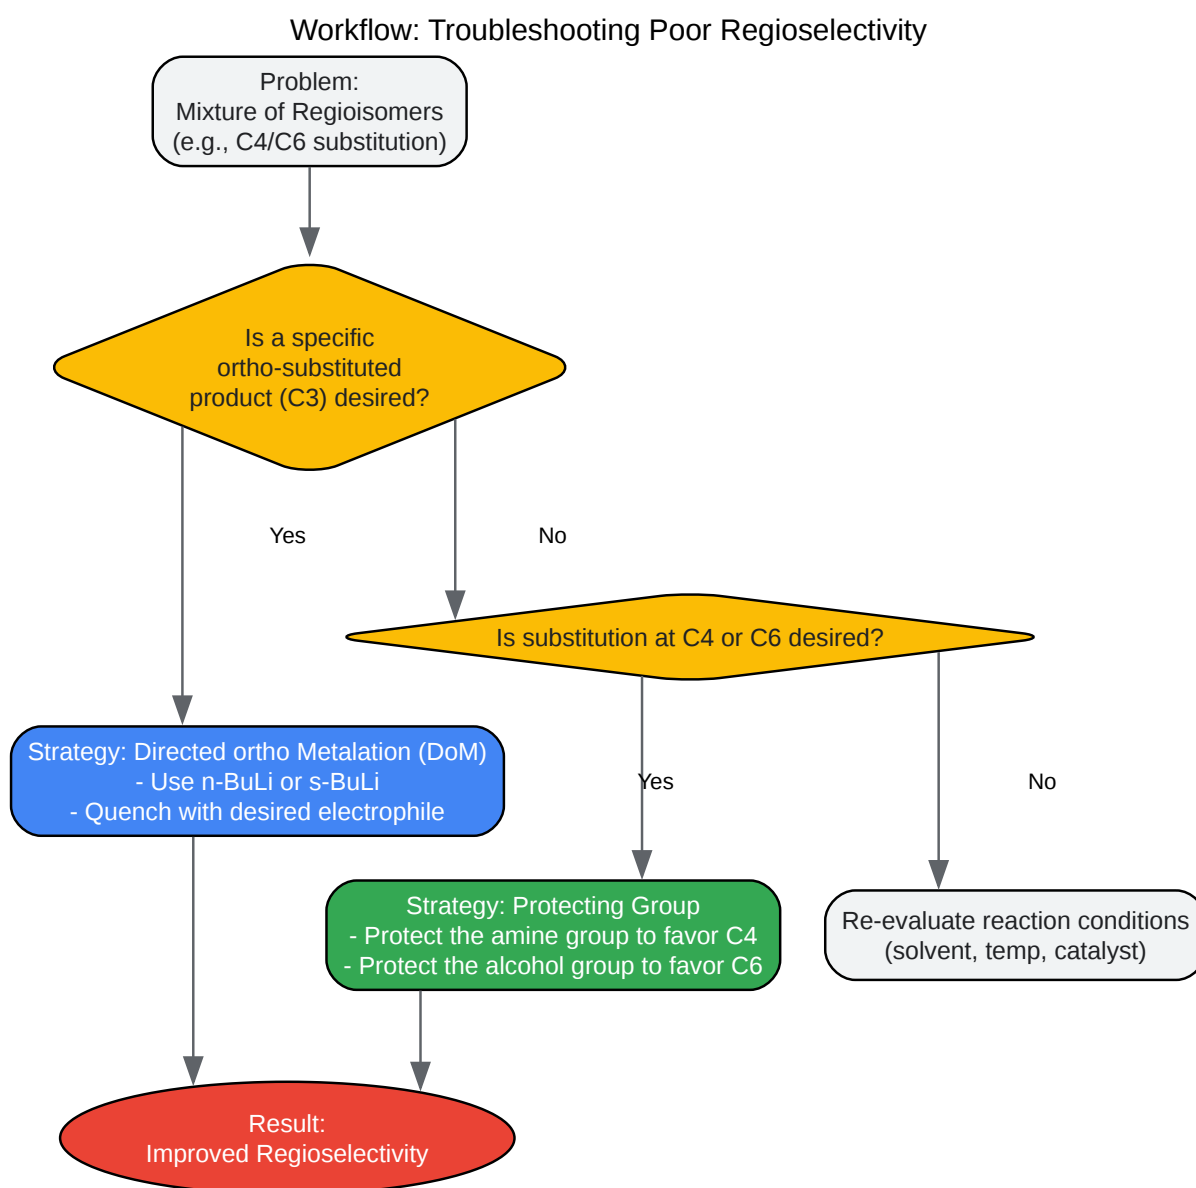 Workflow: Troubleshooting Poor Regioselectivity
Problem:
Mixture of Regioisomers
(e.g., C4/C6 substitution)
Is a specific
ortho-substituted
product (C3) desired?
Yes
No
Is substitution at C4 or C6 desired?
Strategy: Directed ortho Metalation (DoM)
- Use n-BuLi or s-BuLi
- Quench with desired electrophile
Yes
No
Strategy: Protecting Group
- Protect the amine group to favor C4
- Protect the alcohol group to favor C6
Re-evaluate reaction conditions
(solvent, temp, catalyst)
Result:
Improved Regioselectivity